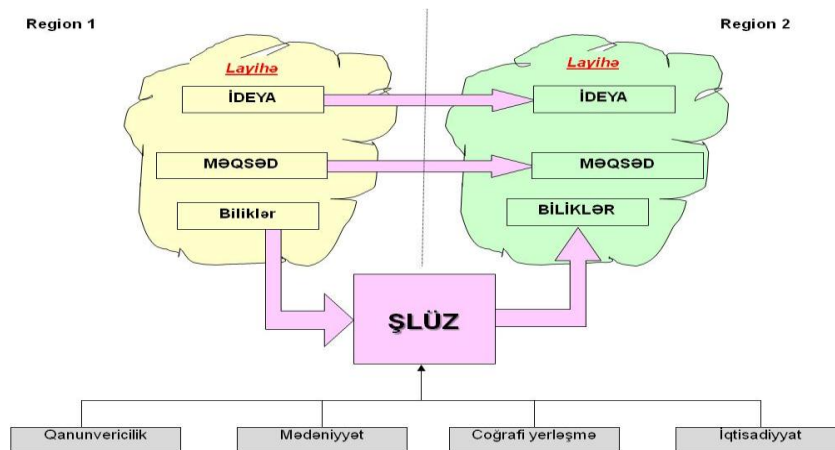 Region 1
Region 2
Layihə
Layihə
İDEYA
İDEYA
MƏQSƏD
MƏQSƏD
Biliklər
BİLİKLƏR
ŞLÜZ
Qanunvericilik
Mədəniyyət
Coğrafi yerləşmə
İqtisadiyyat